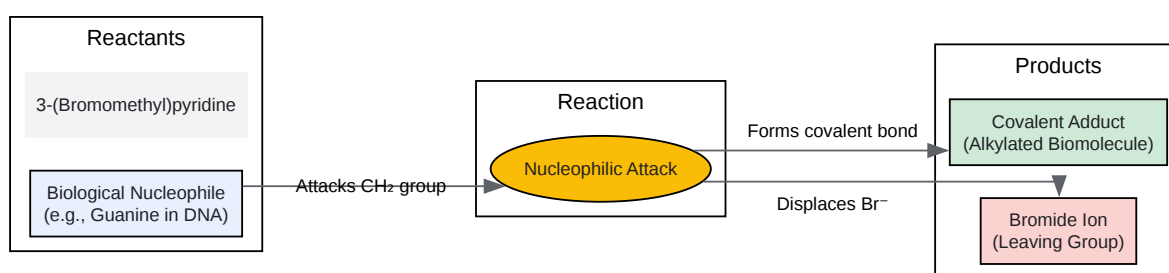 Reactants
3-(Bromomethyl)pyridine
Biological Nucleophile
(e.g., Guanine in DNA)
Attacks CH₂ group
Reaction
Nucleophilic Attack
Forms covalent bond
Displaces Br⁻
Products
Covalent Adduct
(Alkylated Biomolecule)
Bromide Ion
(Leaving Group)